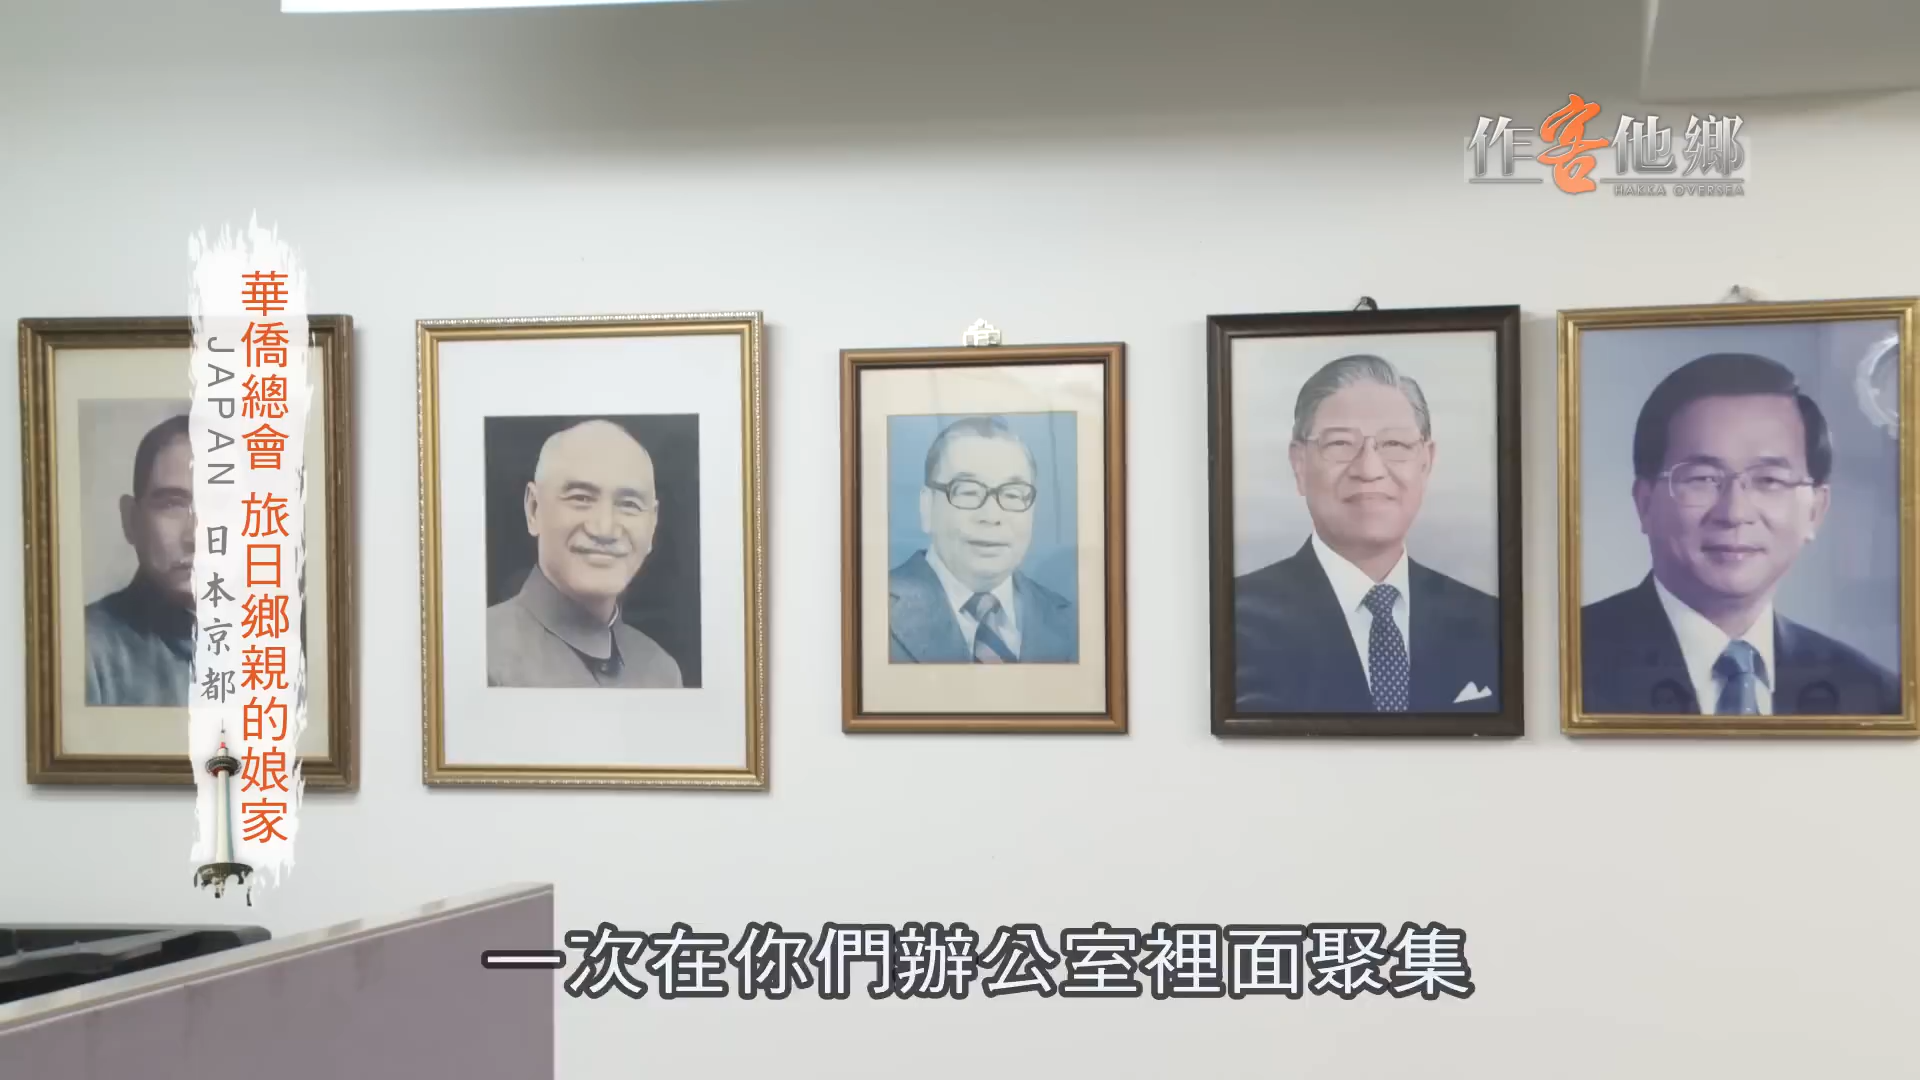 作客他鄉
HAKKA OVERSEA
華僑總會 旅日鄉親的娘家
JAPAN 日本京都
一次在你們辦公室裡面聚集